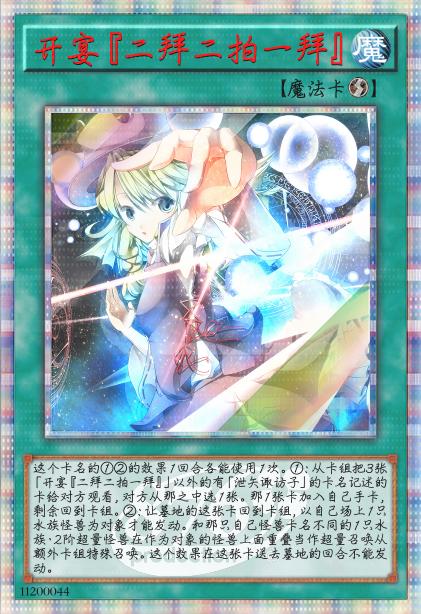 开宴『二拜二拍一拜』
魔
【魔法卡】
这个卡名的①②的效果1回合各能使用1次。①：从卡组把3张
「开宴『二拜二拍一拜』」以外的有「泄矢诹访子」的卡名记述的
卡给对方观看，对方从那之中选1张。那1张卡加入自己手卡，
剩余回到卡组。②：让墓地的这张卡回到卡组，以自己场上1只
水族怪兽为对象才能发动。和那只自己怪兽卡名不同的1只水
族·2阶超量怪兽在作为对象的怪兽上面重叠当作超量召唤从
额外卡组特殊召唤。这个效果在这张卡送去墓地的回合不能发
动。
11200044